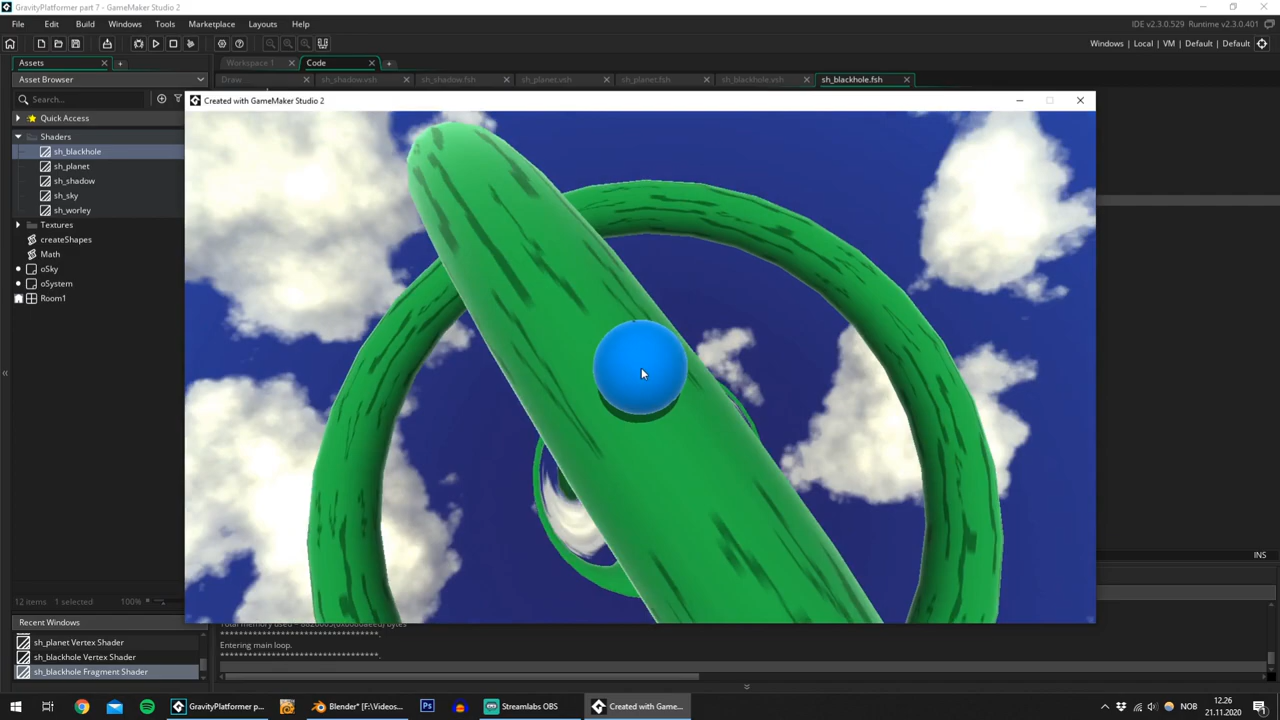 GravityPlatformer part 7 - GameMaker Studio 2
File Edit Build Windows Tools Marketplace Layouts Help
IDE v2.3.0.529 Runtime v2.3.0.401
Windows | Local | VM | Default | Default
Assets
Workspace 1
Code
Asset Browser
Draw
sh_shadow.vsh
sh_shadow.fsh
sh_planet.vsh
sh_planet.fsh
sh_blackhole.vsh
sh_blackhole.fsh
Search...
Created with GameMaker Studio 2
Quick Access
Shaders
sh_blackhole
sh_planet
sh_shadow
sh_sky
sh_worley
Textures
createShapes
Math
oSky
oSystem
Room1
INS
12 items 1 selected 100%
Recent Windows
sh_planet Vertex Shader
sh_blackhole Vertex Shader
sh_blackhole Fragment Shader
Entering main loop.
GravityPlatformer p...
Blender* [F:\Videos...
Ps
Streamlabs OBS
Created with Game...
NOB
12.26
21.11.2020